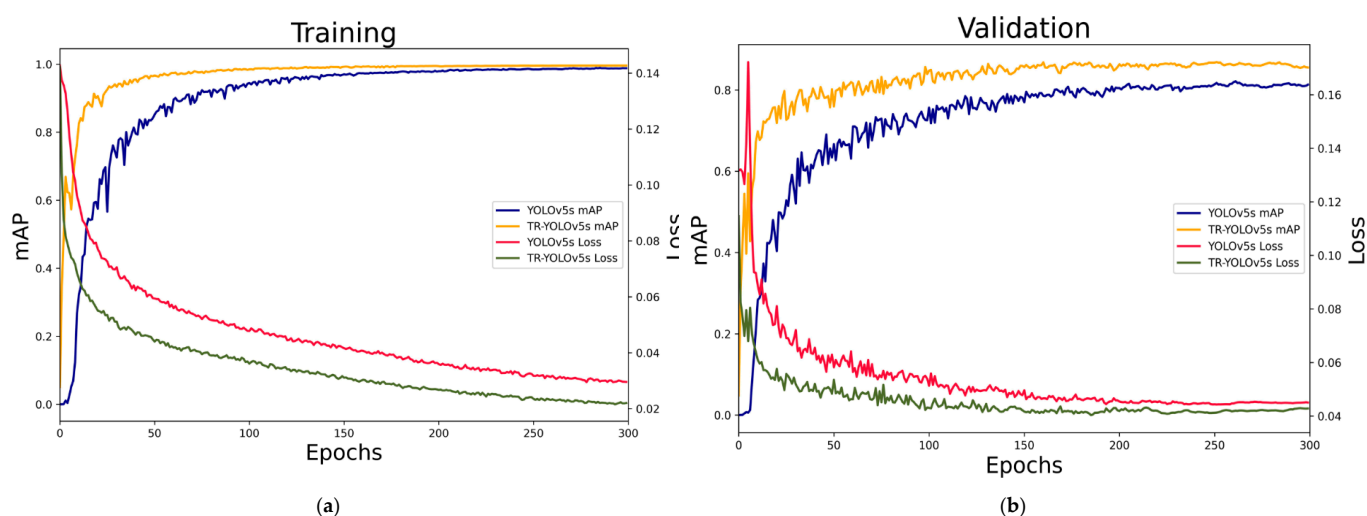 Training
1.0
0.8
0.6
0.4
0.2
0.0
mAP
0.14
0.12
0.10
0.08
0.06
0.04
0.02
Loss
YOLOv5s mAP
TR-YOLOv5s mAP
YOLOv5s Loss
TR-YOLOv5s Loss
0 50 100 150 200 250 300
Epochs
(a)
Validation
0.8
0.6
0.4
0.2
0.0
mAP
0.16
0.14
0.12
0.10
0.08
0.06
0.04
Loss
YOLOv5s mAP
TR-YOLOv5s mAP
YOLOv5s Loss
TR-YOLOv5s Loss
0 50 100 150 200 250 300
Epochs
(b)